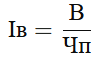 Iв = В / Чп